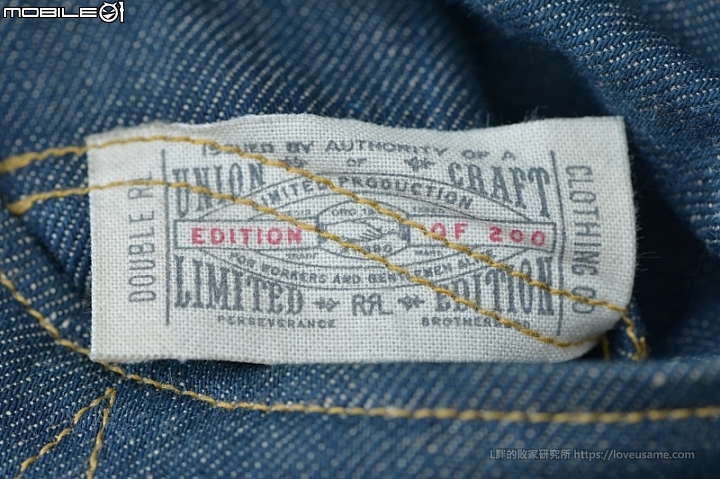 MOBILE01
ISSUED BY AUTHORITY OF A
UNION OF CRAFT
LIMITED PRODUCTION
DOUBLE RL
CLOTHING CO
EDITION OF 200
FOR WORKERS AND GENTLEMEN
LIMITED RRL EDITION
PERSEVERANCE
L胖的敗家研究所 https://loveusame.com